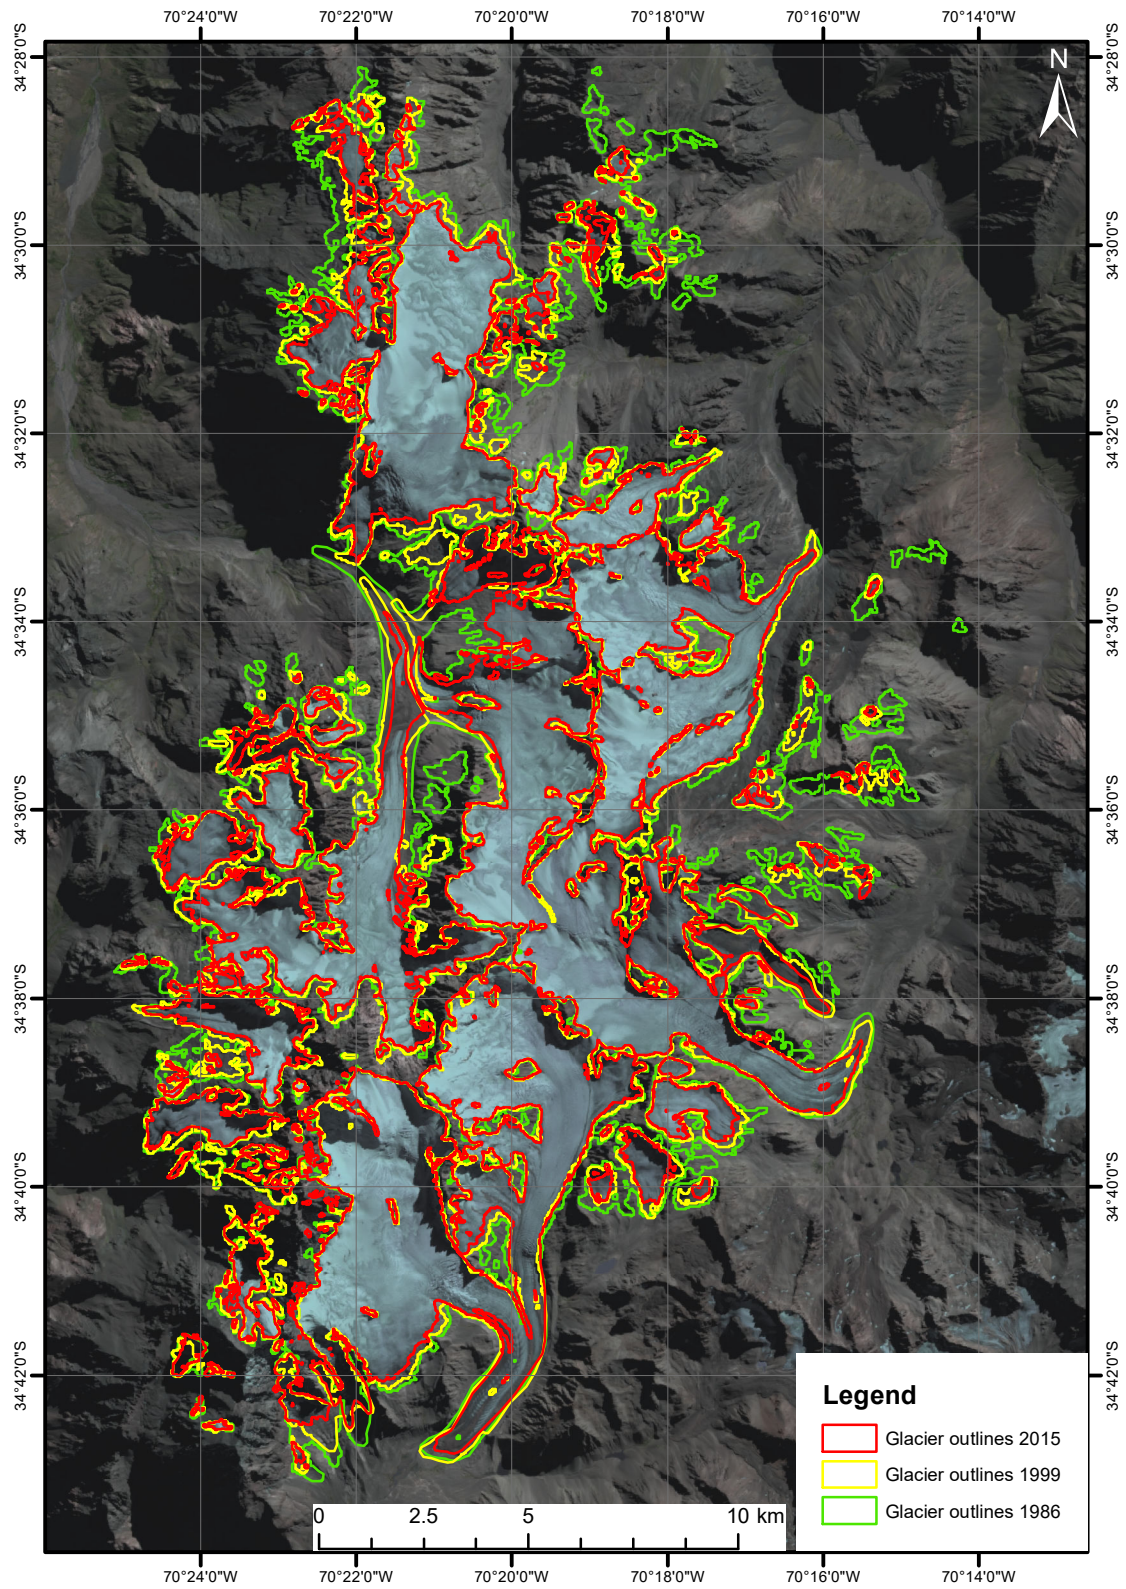 70°24'0"W 70°22'0"W 70°20'0"W 70°18'0"W 70°16'0"W 70°14'0"W
34°28'0"S 34°28'0"S
N
34°30'0"S 34°30'0"S
34°32'0"S 34°32'0"S
34°34'0"S 34°34'0"S
34°36'0"S 34°36'0"S
34°38'0"S 34°38'0"S
34°40'0"S 34°40'0"S
34°42'0"S 34°42'0"S
Legend
Glacier outlines 2015
Glacier outlines 1999
Glacier outlines 1986
0 2.5 5 10 km
70°24'0"W 70°22'0"W 70°20'0"W 70°18'0"W 70°16'0"W 70°14'0"W